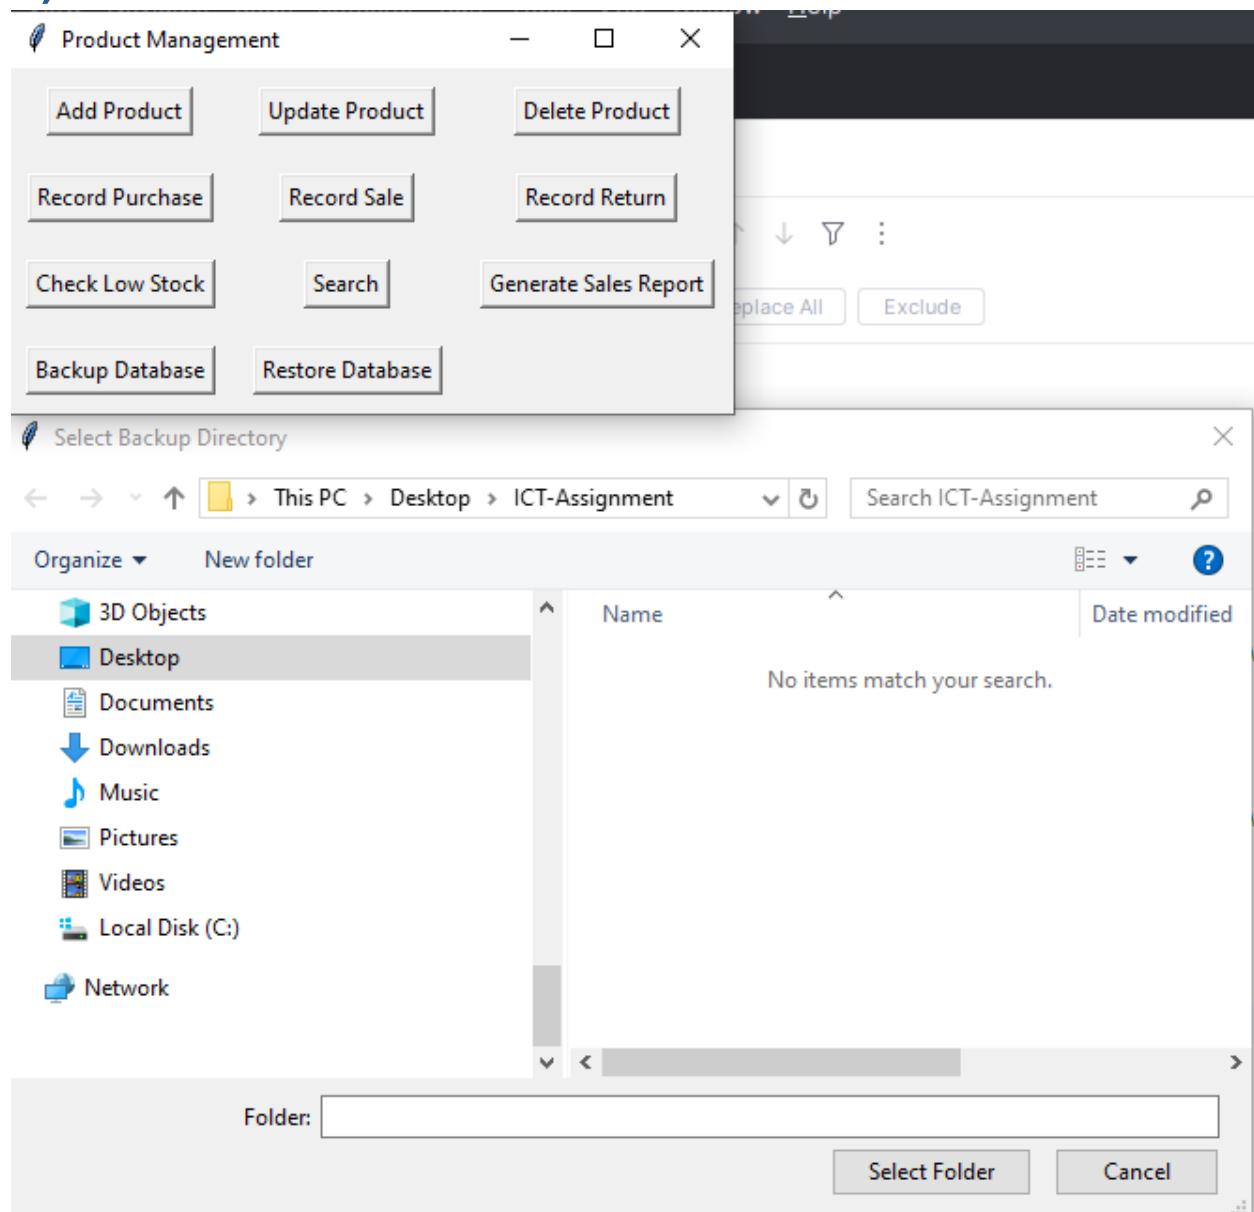 Help
Product Management
Add Product Update Product Delete Product
Record Purchase Record Sale Record Return
Check Low Stock Search Generate Sales Report
All Exclude
Backup Database Restore Database
Select Backup Directory
This PC Desktop ICT-Assignment Search ICT-Assignment
Organize New folder
3D Objects
Name Date modified
Desktop
No items match your search.
Documents
Downloads
Music
Pictures
Videos
Local Disk (C:)
Network
Folder:
Select Folder Cancel